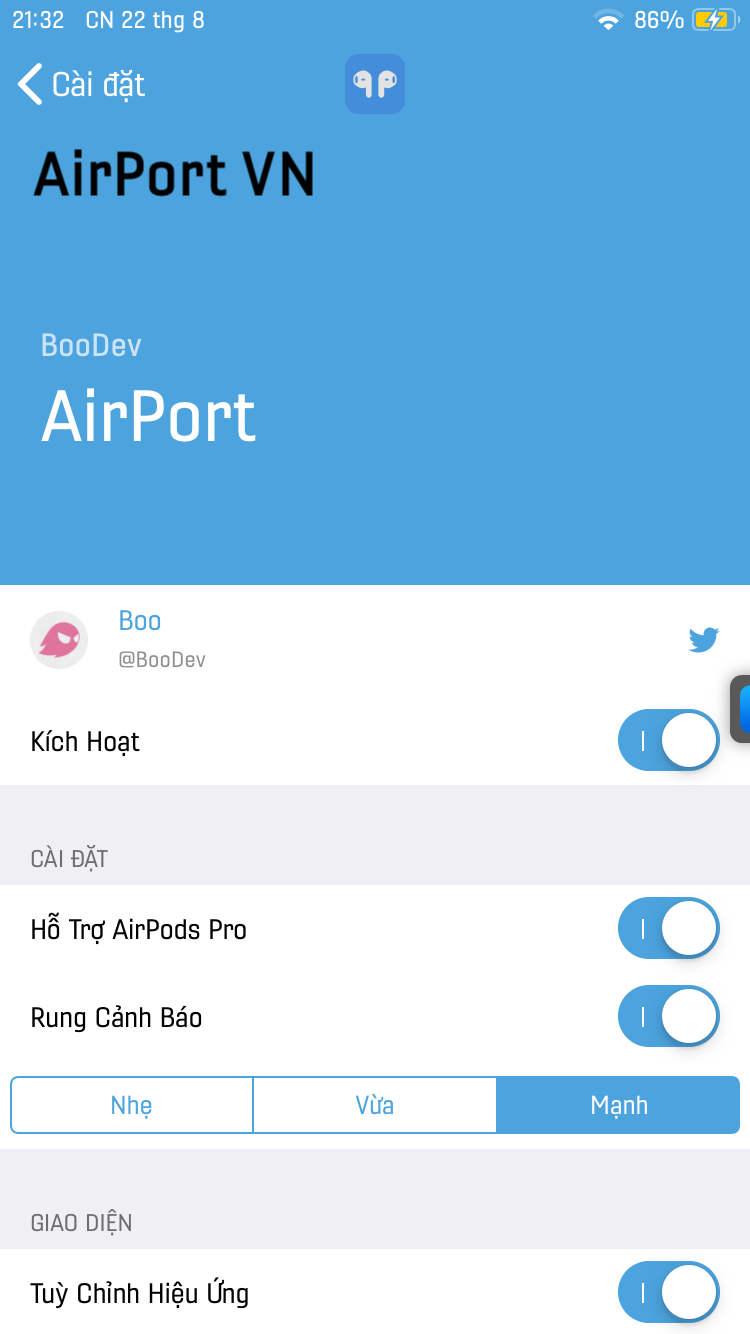 21:32 CN 22 thg 8 86%
Cài đặt
AirPort VN
BooDev
AirPort
Boo
@BooDev
Kích Hoạt
CÀI ĐẶT
Hỗ Trợ AirPods Pro
Rung Cảnh Báo
Nhẹ Vừa Mạnh
GIAO DIỆN
Tuỳ Chỉnh Hiệu Ứng